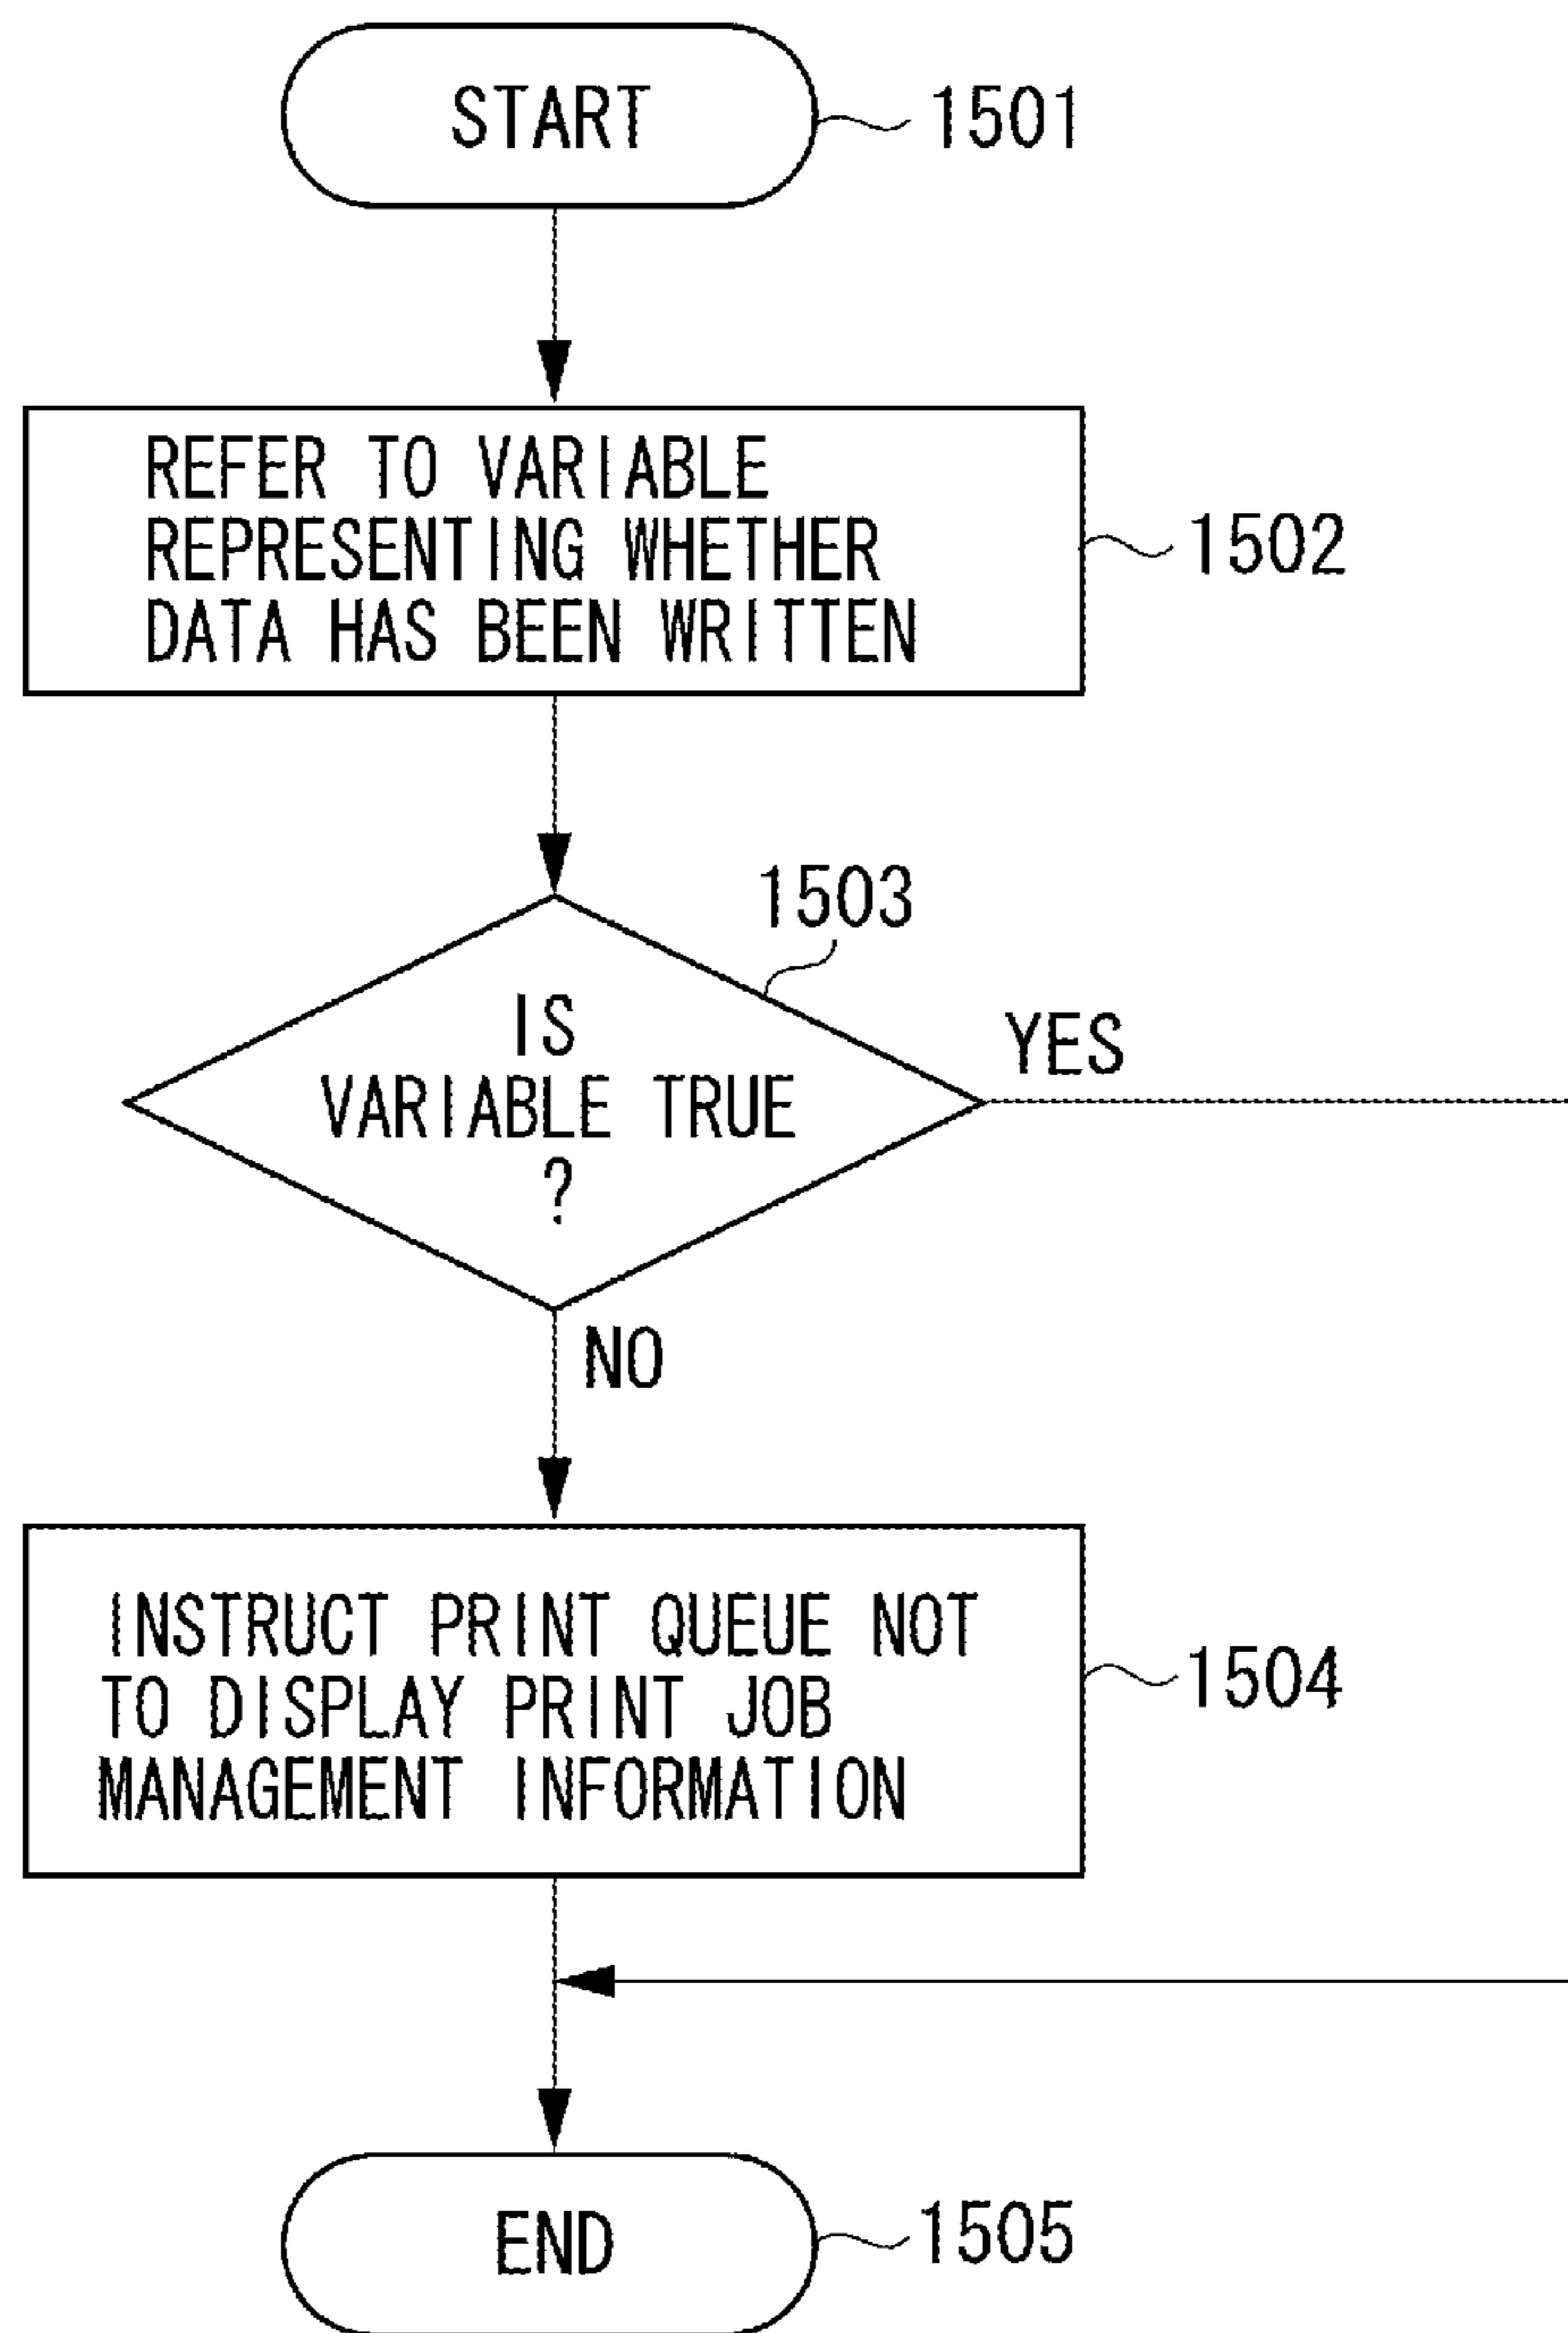 START
1501
REFER TO VARIABLE
REPRESENTING WHETHER
DATA HAS BEEN WRITTEN
1502
1503
IS
VARIABLE TRUE
?
YES
NO
INSTRUCT PRINT QUEUE NOT
TO DISPLAY PRINT JOB
MANAGEMENT INFORMATION
1504
END
1505